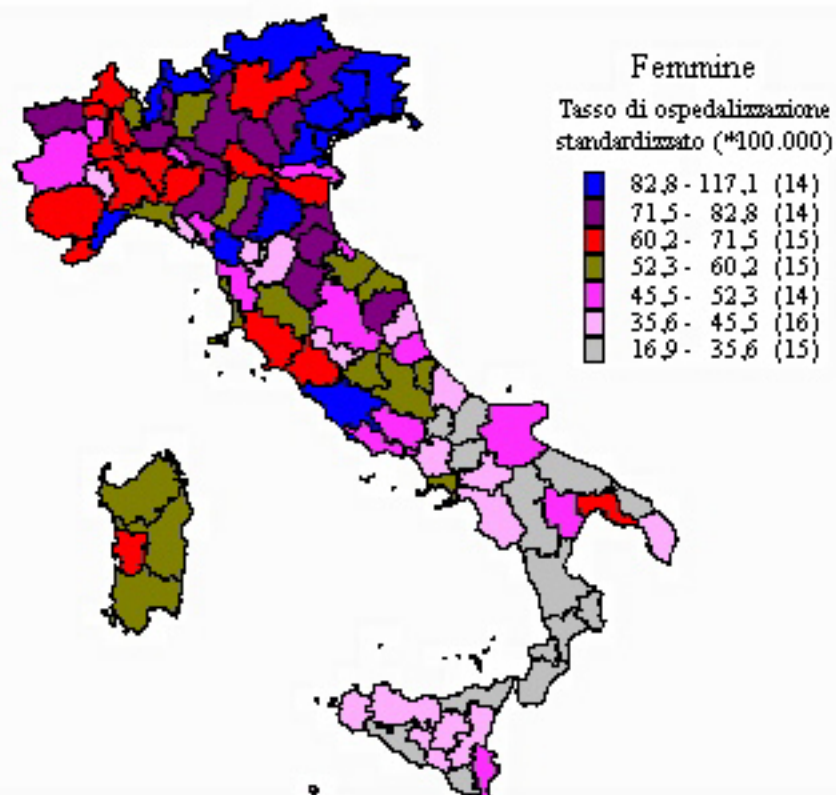 Femmine
Tasso di ospedalizzazione
standardizzato (*100.000)
82,8 - 117,1 (14)
71,5 - 82,8 (14)
60,2 - 71,5 (15)
52,3 - 60,2 (15)
45,5 - 52,3 (14)
35,6 - 45,5 (16)
16,9 - 35,6 (15)